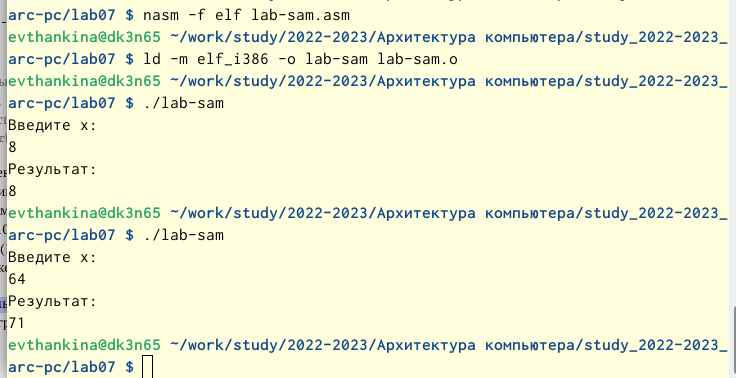 arc-pc/lab07 $ nasm -f elf lab-sam.asm
evthankina@dk3n65 ~/work/study/2022-2023/Архитектура компьютера/study_2022-2023_
arc-pc/lab07 $ ld -m elf_i386 -o lab-sam lab-sam.o
evthankina@dk3n65 ~/work/study/2022-2023/Архитектура компьютера/study_2022-2023_
arc-pc/lab07 $ ./lab-sam
Введите x:
8
Результат:
8
evthankina@dk3n65 ~/work/study/2022-2023/Архитектура компьютера/study_2022-2023_
arc-pc/lab07 $ ./lab-sam
Введите x:
64
Результат:
71
evthankina@dk3n65 ~/work/study/2022-2023/Архитектура компьютера/study_2022-2023_
arc-pc/lab07 $